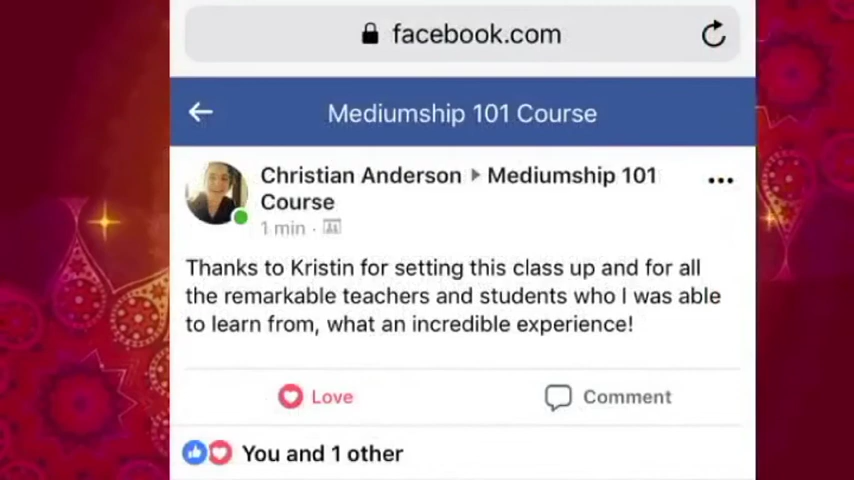 facebook.com
Mediumship 101 Course
Christian Anderson ▸ Mediumship 101
Course
1 min ·
Thanks to Kristin for setting this class up and for all
the remarkable teachers and students who I was able
to learn from, what an incredible experience!
Love
Comment
You and 1 other